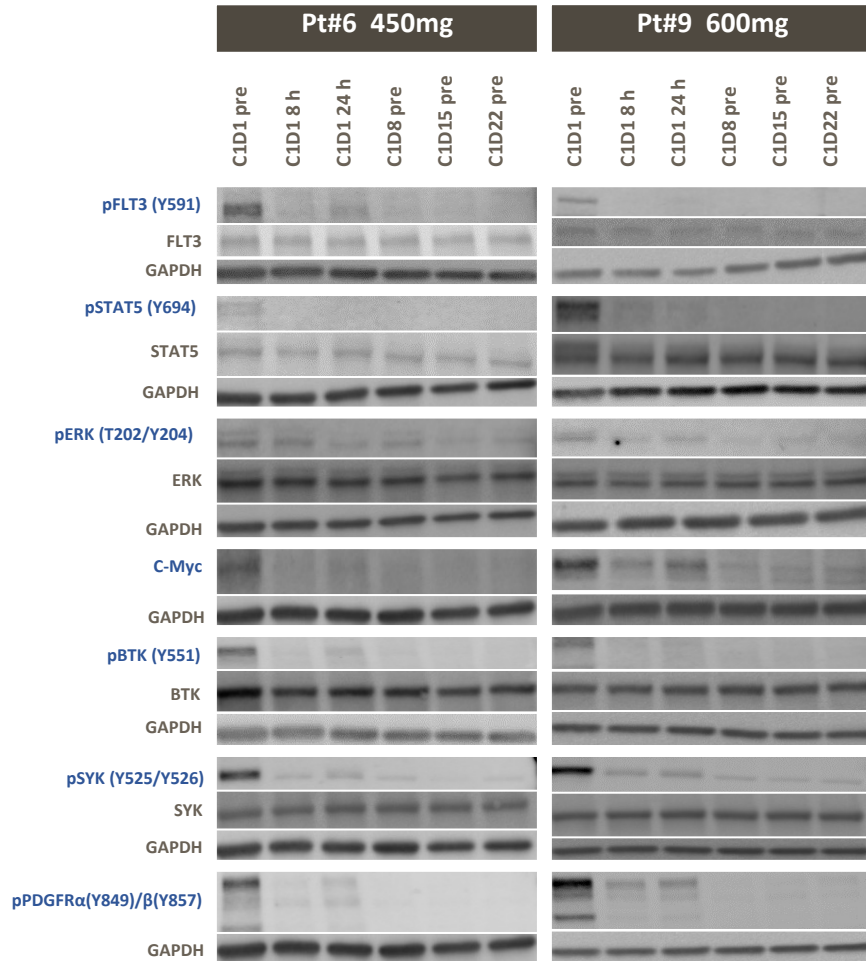 Pt#6 450mg
Pt#9 600mg
C1D1 pre
C1D1 8 h
C1D1 24 h
C1D8 pre
C1D15 pre
C1D22 pre
C1D1 pre
C1D1 8 h
C1D1 24 h
C1D8 pre
C1D15 pre
C1D22 pre
pFLT3 (Y591)
FLT3
GAPDH
pSTAT5 (Y694)
STAT5
GAPDH
pERK (T202/Y204)
ERK
GAPDH
C-Myc
GAPDH
pBTK (Y551)
BTK
GAPDH
pSYK (Y525/Y526)
SYK
GAPDH
pPDGFRα(Y849)/β(Y857)
GAPDH